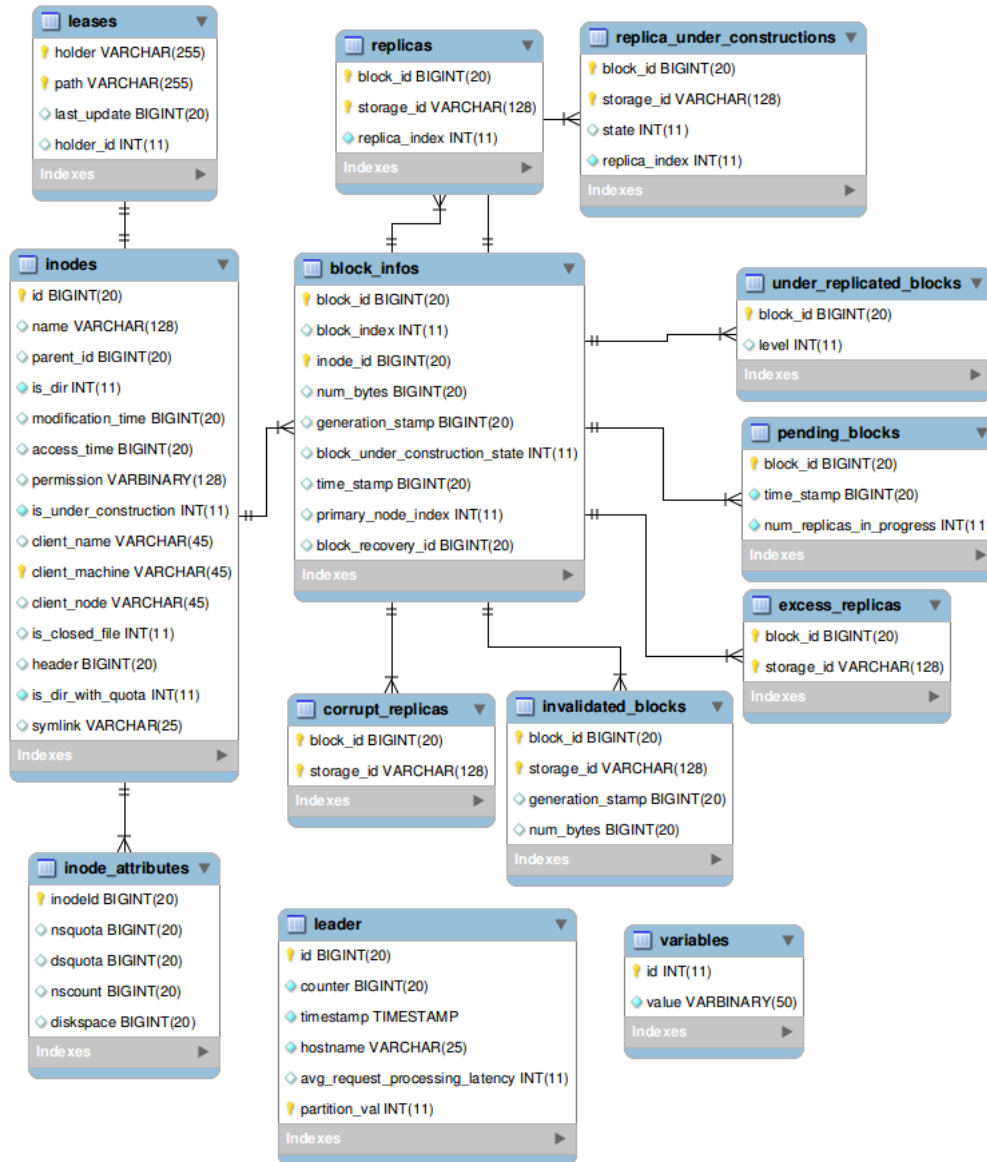 leases
holder VARCHAR(255)
path VARCHAR(255)
last_update BIGINT(20)
holder_id INT(11)
Indexes
replicas
block_id BIGINT(20)
storage_id VARCHAR(128)
replica_index INT(11)
Indexes
replica_under_constructions
block_id BIGINT(20)
storage_id VARCHAR(128)
state INT(11)
replica_index INT(11)
Indexes
inodes
id BIGINT(20)
name VARCHAR(128)
parent_id BIGINT(20)
is_dir INT(11)
modification_time BIGINT(20)
access_time BIGINT(20)
permission VARBINARY(128)
is_under_construction INT(11)
client_name VARCHAR(45)
client_machine VARCHAR(45)
client_node VARCHAR(45)
is_closed_file INT(11)
header BIGINT(20)
is_dir_with_quota INT(11)
symlink VARCHAR(25)
Indexes
block_infos
block_id BIGINT(20)
block_index INT(11)
inode_id BIGINT(20)
num_bytes BIGINT(20)
generation_stamp BIGINT(20)
block_under_construction_state INT(11)
time_stamp BIGINT(20)
primary_node_index INT(11)
block_recovery_id BIGINT(20)
Indexes
under_replicated_blocks
block_id BIGINT(20)
level INT(11)
Indexes
pending_blocks
block_id BIGINT(20)
time_stamp BIGINT(20)
num_replicas_in_progress INT(11)
Indexes
excess_replicas
block_id BIGINT(20)
storage_id VARCHAR(128)
Indexes
corrupt_replicas
block_id BIGINT(20)
storage_id VARCHAR(128)
Indexes
invalidated_blocks
block_id BIGINT(20)
storage_id VARCHAR(128)
generation_stamp BIGINT(20)
num_bytes BIGINT(20)
Indexes
inode_attributes
inodeId BIGINT(20)
nsquota BIGINT(20)
dsquota BIGINT(20)
nscount BIGINT(20)
diskspace BIGINT(20)
Indexes
leader
id BIGINT(20)
counter BIGINT(20)
timestamp TIMESTAMP
hostname VARCHAR(25)
avg_request_processing_latency INT(11)
partition_val INT(11)
Indexes
variables
id INT(11)
value VARBINARY(50)
Indexes